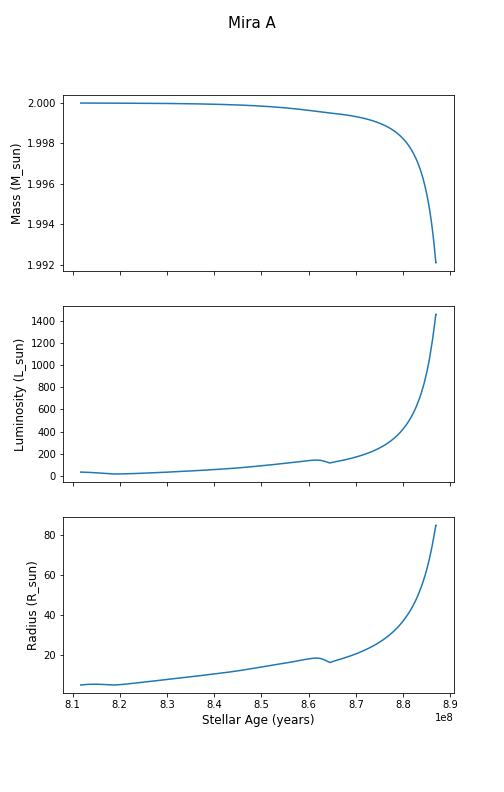 Mira A
2.000
1.998
1.996
1.994
1.992
Mass (M_sun)
1400
1200
1000
800
600
400
200
0
Luminosity (L_sun)
80
60
40
20
Radius (R_sun)
8.1 8.2 8.3 8.4 8.5 8.6 8.7 8.8 8.9
1e8
Stellar Age (years)